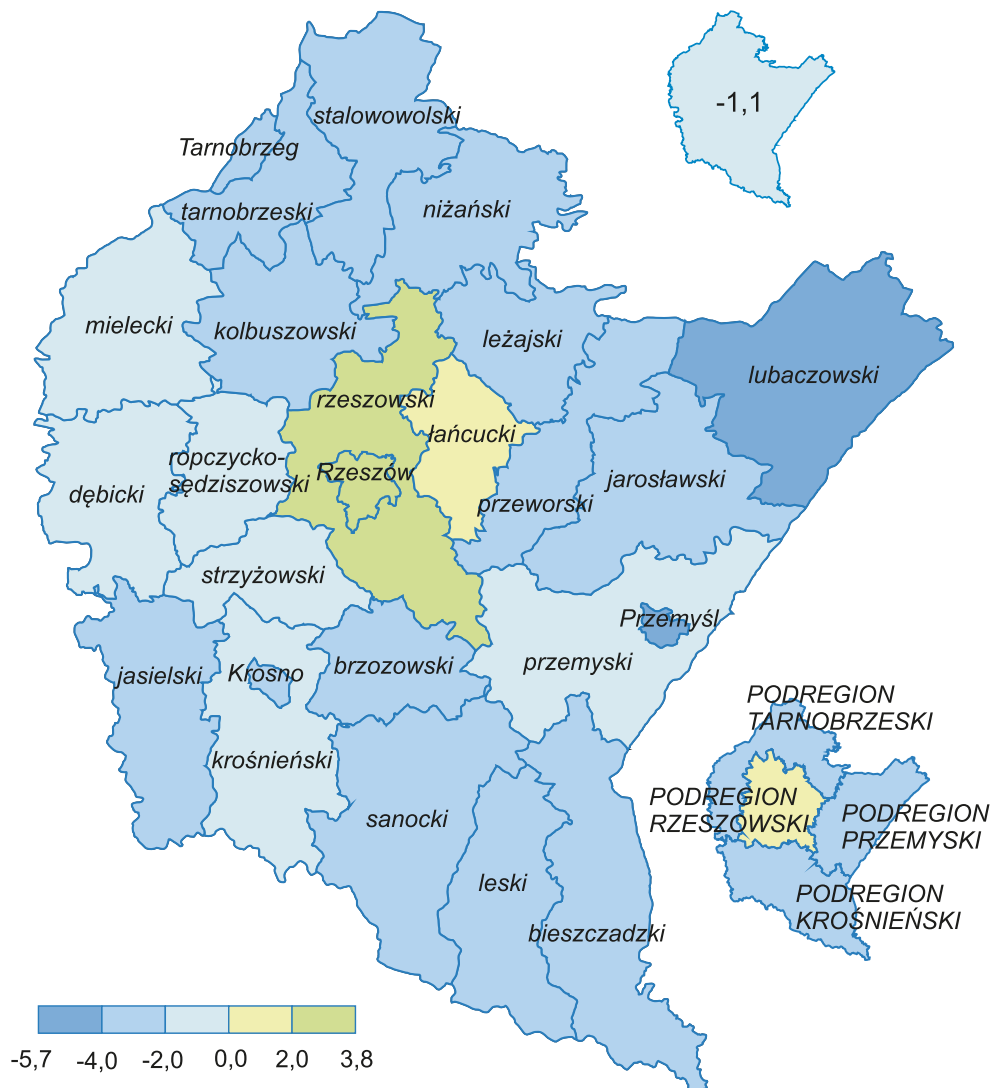 -1,1
stalowowolski
Tarnobrzeg
tarnobrzeski
niżański
mielecki
kolbuszowski
leżajski
lubaczowski
rzeszowski
łańcucki
ropczycko-
sędziszowski
Rzeszów
dębicki
przeworski
jarosławski
strzyżowski
Przemyśl
przemyski
jasielski
Krosno
brzozowski
krośnieński
sanocki
leski
bieszczadzki
PODREGION
TARNOBRZESKI
PODREGION
RZESZOWSKI
PODREGION
PRZEMYSKI
PODREGION
KROŚNIEŃSKI
-5,7 -4,0 -2,0 0,0 2,0 3,8